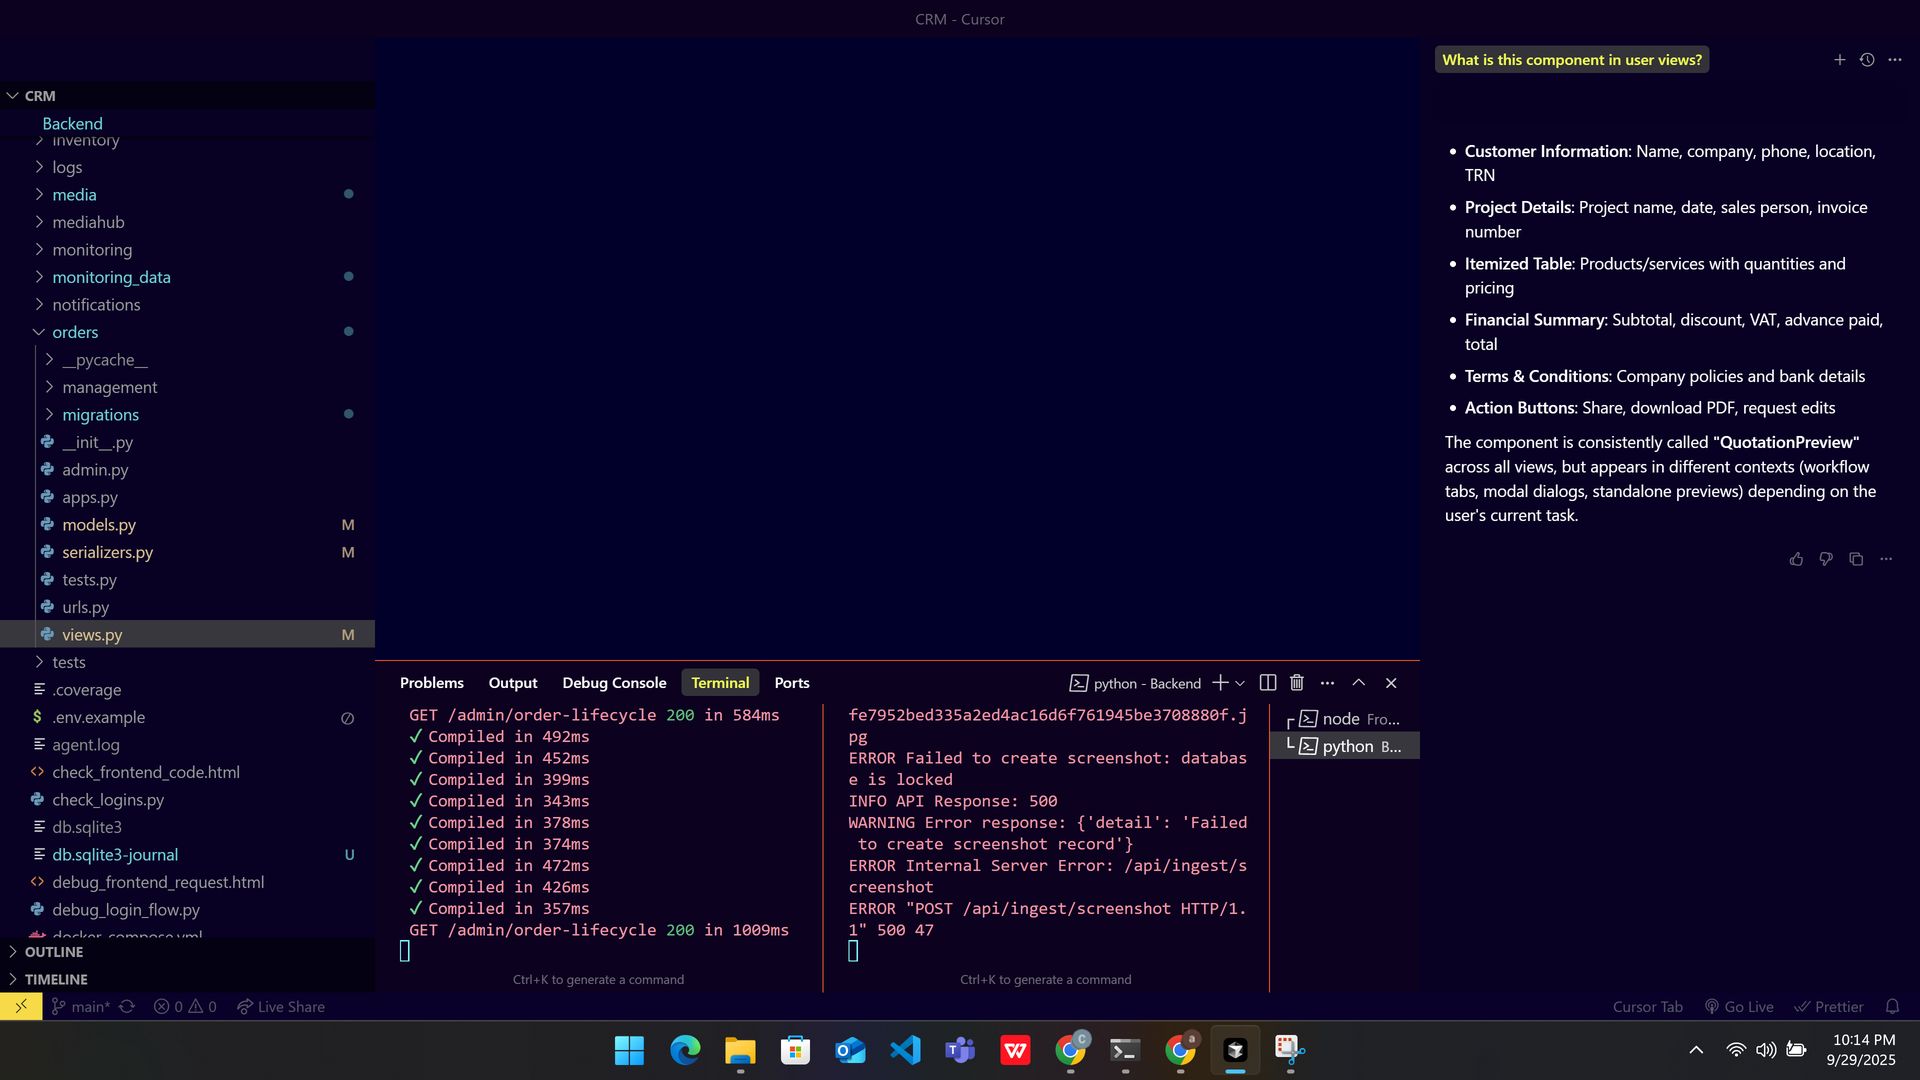 CRM - Cursor
CRM
Backend
inventory
logs
media
mediahub
monitoring
monitoring_data
notifications
orders
__pycache__
management
migrations
__init__.py
admin.py
apps.py
models.py M
serializers.py M
tests.py
urls.py
views.py M
tests
.coverage
$ .env.example
agent.log
<> check_frontend_code.html
check_logins.py
db.sqlite3
db.sqlite3-journal U
<> debug_frontend_request.html
debug_login_flow.py
docker-compose.yml
OUTLINE
TIMELINE
Problems Output Debug Console Terminal Ports
python - Backend
GET /admin/order-lifecycle 200 in 584ms
✓ Compiled in 492ms
✓ Compiled in 452ms
✓ Compiled in 399ms
✓ Compiled in 343ms
✓ Compiled in 378ms
✓ Compiled in 374ms
✓ Compiled in 472ms
✓ Compiled in 426ms
✓ Compiled in 357ms
GET /admin/order-lifecycle 200 in 1009ms
Ctrl+K to generate a command
fe7952bed335a2ed4ac16d6f761945be3708880f.j
pg
ERROR Failed to create screenshot: databas
e is locked
INFO API Response: 500
WARNING Error response: {'detail': 'Failed
to create screenshot record'}
ERROR Internal Server Error: /api/ingest/s
creenshot
ERROR "POST /api/ingest/screenshot HTTP/1.
1" 500 47
Ctrl+K to generate a command
node Fro...
python B...
What is this component in user views?
• Customer Information: Name, company, phone, location,
TRN
• Project Details: Project name, date, sales person, invoice
number
• Itemized Table: Products/services with quantities and
pricing
• Financial Summary: Subtotal, discount, VAT, advance paid,
total
• Terms & Conditions: Company policies and bank details
• Action Buttons: Share, download PDF, request edits
The component is consistently called "QuotationPreview"
across all views, but appears in different contexts (workflow
tabs, modal dialogs, standalone previews) depending on the
user's current task.
main* 0 0 Live Share
Cursor Tab Go Live Prettier
10:14 PM
9/29/2025